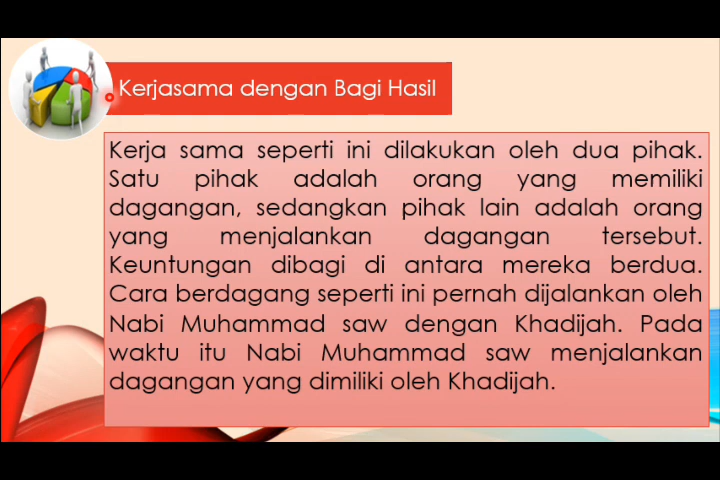 Kerjasama dengan Bagi Hasil
Kerja sama seperti ini dilakukan oleh dua pihak.
Satu pihak adalah orang yang memiliki
dagangan, sedangkan pihak lain adalah orang
yang menjalankan dagangan tersebut.
Keuntungan dibagi di antara mereka berdua.
Cara berdagang seperti ini pernah dijalankan oleh
Nabi Muhammad saw dengan Khadijah. Pada
waktu itu Nabi Muhammad saw menjalankan
dagangan yang dimiliki oleh Khadijah.